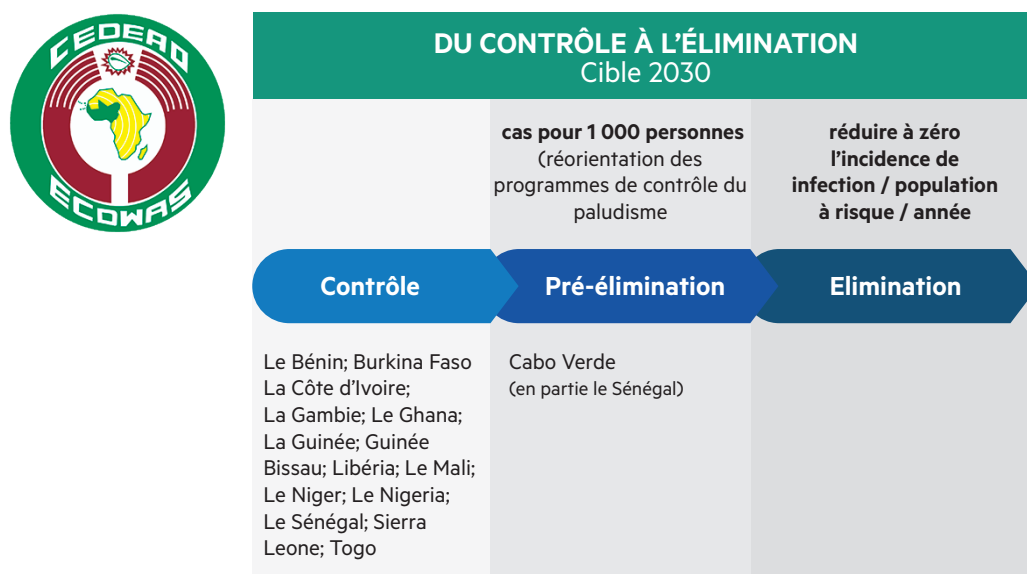 CEDEAO
ECOWAS
DU CONTRÔLE À L'ÉLIMINATION
Cible 2030
cas pour 1 000 personnes
(réorientation des
programmes de contrôle du
paludisme
réduire à zéro
l'incidence de
infection / population
à risque / année
Contrôle
Pré-élimination
Elimination
Le Bénin; Burkina Faso
La Côte d'Ivoire;
La Gambie; Le Ghana;
La Guinée; Guinée
Bissau; Libéria; Le Mali;
Le Niger; Le Nigeria;
Le Sénégal; Sierra
Leone; Togo
Cabo Verde
(en partie le Sénégal)